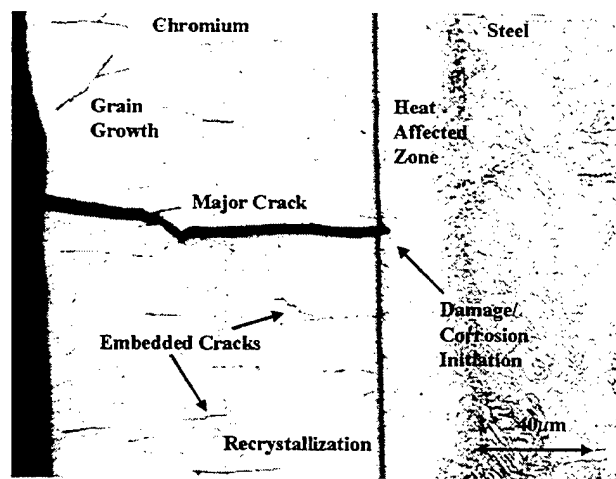 Chromium
Steel
Grain
Growth
Heat
Affected
Zone
Major Crack
Damage/
Corrosion
Initiation
Embedded Cracks
40μm
Recrystallization